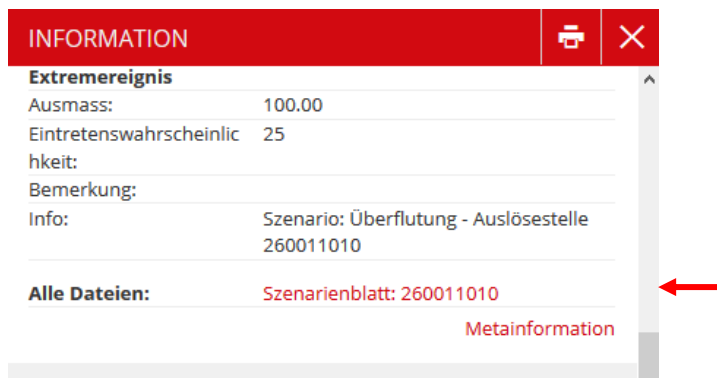 INFORMATION
Extremereignis
Ausmass: 100.00
Eintretenswahrscheinlic 25
hkeit:
Bemerkung:
Info: Szenario: Überflutung - Auslösestelle
260011010
Alle Dateien: Szenarienblatt: 260011010
Metainformation